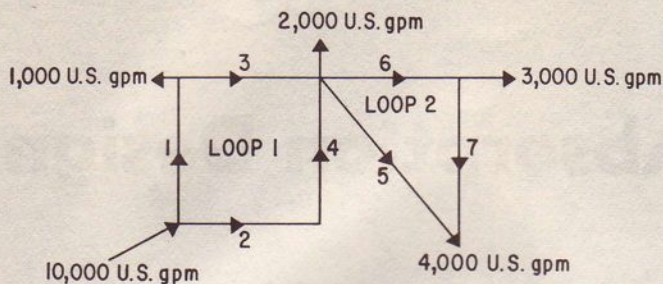 2,000 U.S. gpm
1,000 U.S. gpm
3
6
3,000 U.S. gpm
LOOP 2
1
LOOP 1
4
5
7
2
10,000 U.S. gpm
4,000 U.S. gpm